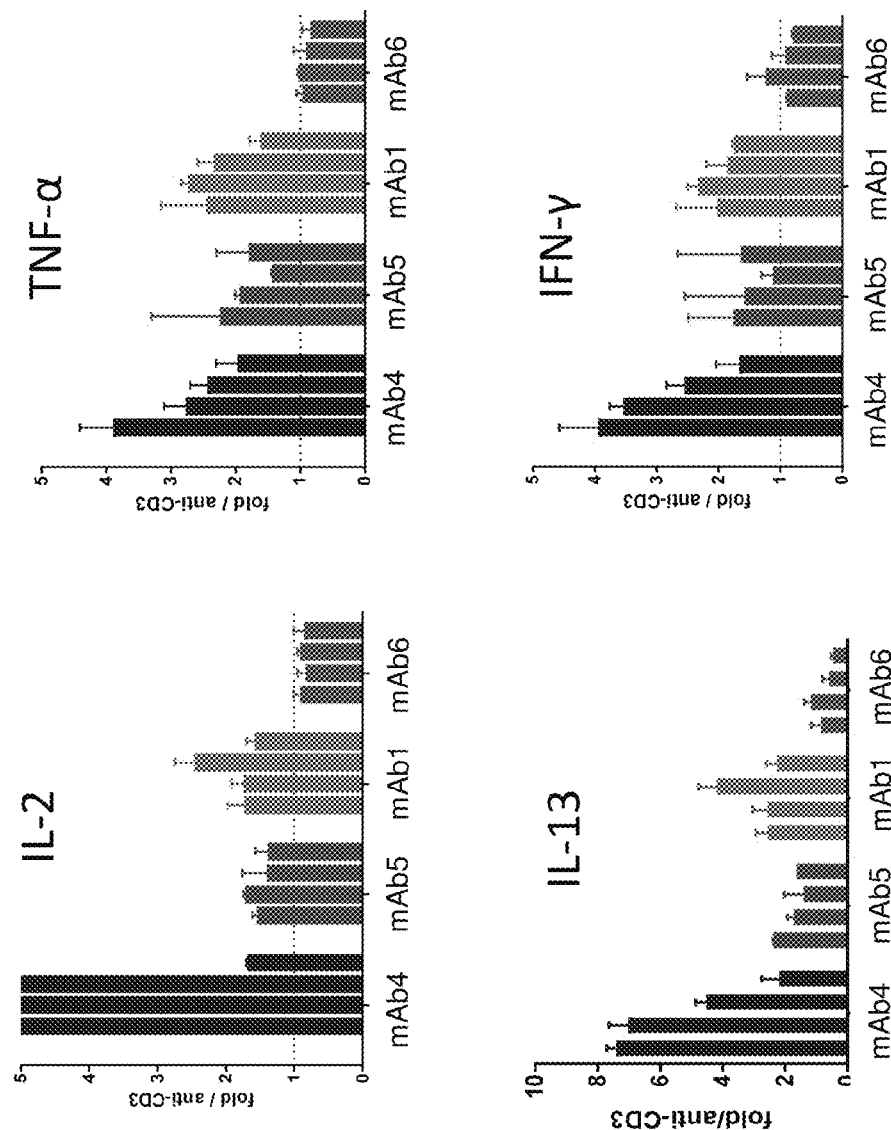 TNF-α
fold / anti-CD3
5
4
3
2
1
0
mAb4
mAb5
mAb1
mAb6
IFN-γ
fold / anti-CD3
5
4
3
2
1
0
mAb4
mAb5
mAb1
mAb6
IL-2
fold / anti-CD3
5
4
3
2
1
0
mAb4
mAb5
mAb1
mAb6
IL-13
fold/anti-CD3
10
8
6
4
2
0
mAb4
mAb5
mAb1
mAb6